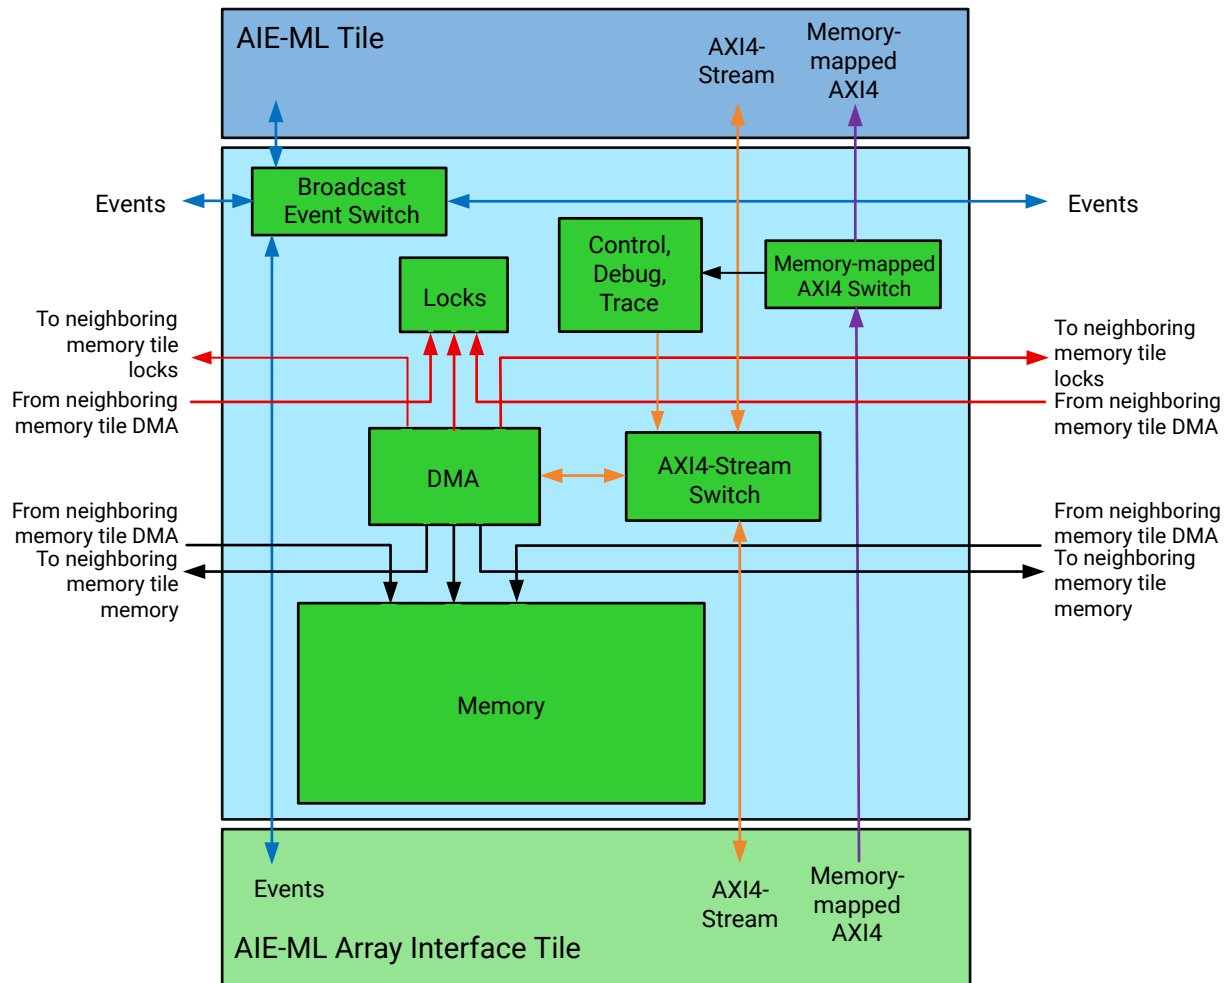 AIE-ML Tile
AXI4-
Stream
Memory-
mapped
AXI4
Broadcast
Event Switch
Events
Events
Control,
Debug,
Trace
Memory-mapped
AXI4 Switch
Locks
To neighboring
memory tile
locks
To neighboring
memory tile
locks
From neighboring
memory tile DMA
From neighboring
memory tile DMA
DMA
AXI4-Stream
Switch
From neighboring
memory tile DMA
To neighboring
memory tile
memory
From neighboring
memory tile DMA
To neighboring
memory tile
memory
Memory
Events
AXI4-
Stream
Memory-
mapped
AXI4
AIE-ML Array Interface Tile